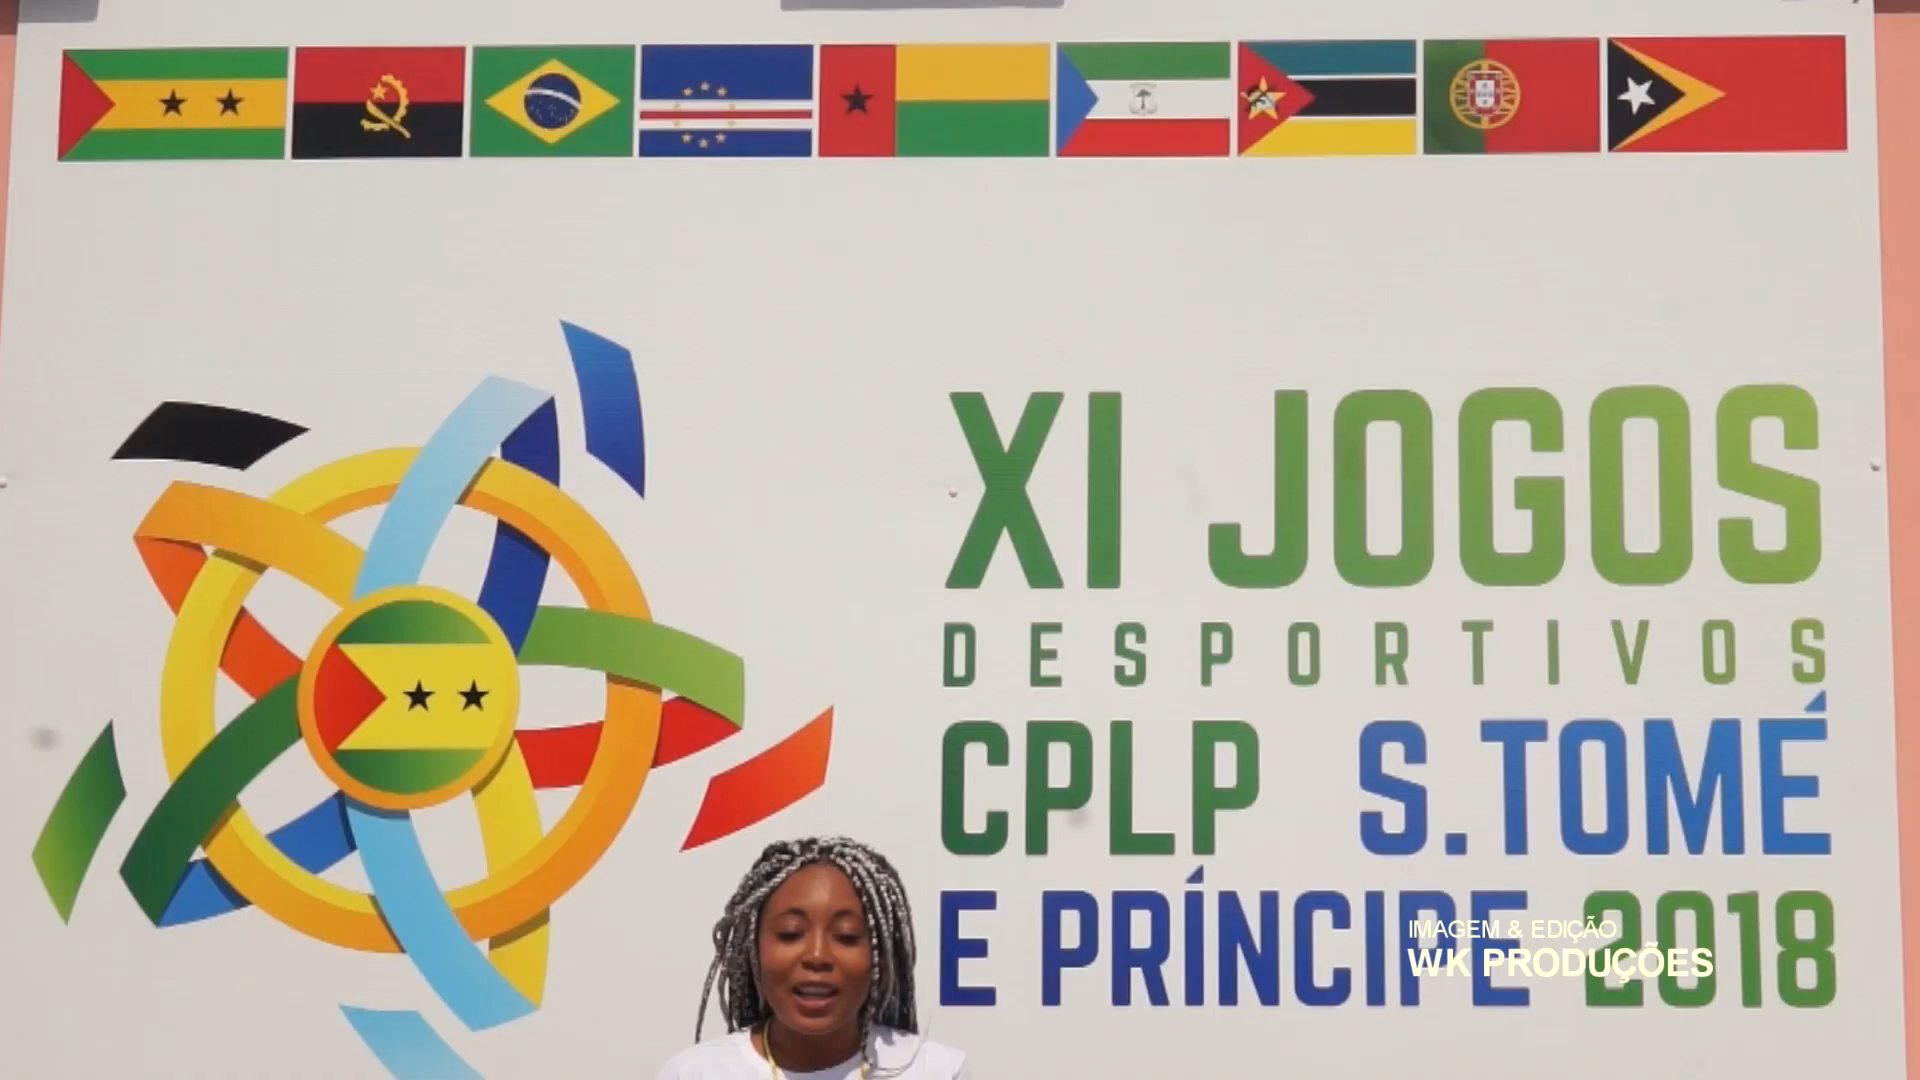 XI JOGOS
DESPORTIVOS
CPLP S.TOMÉ
E PRÍNCIPE 2018
IMAGEM & EDIÇÃO
WK PRODUÇÕES